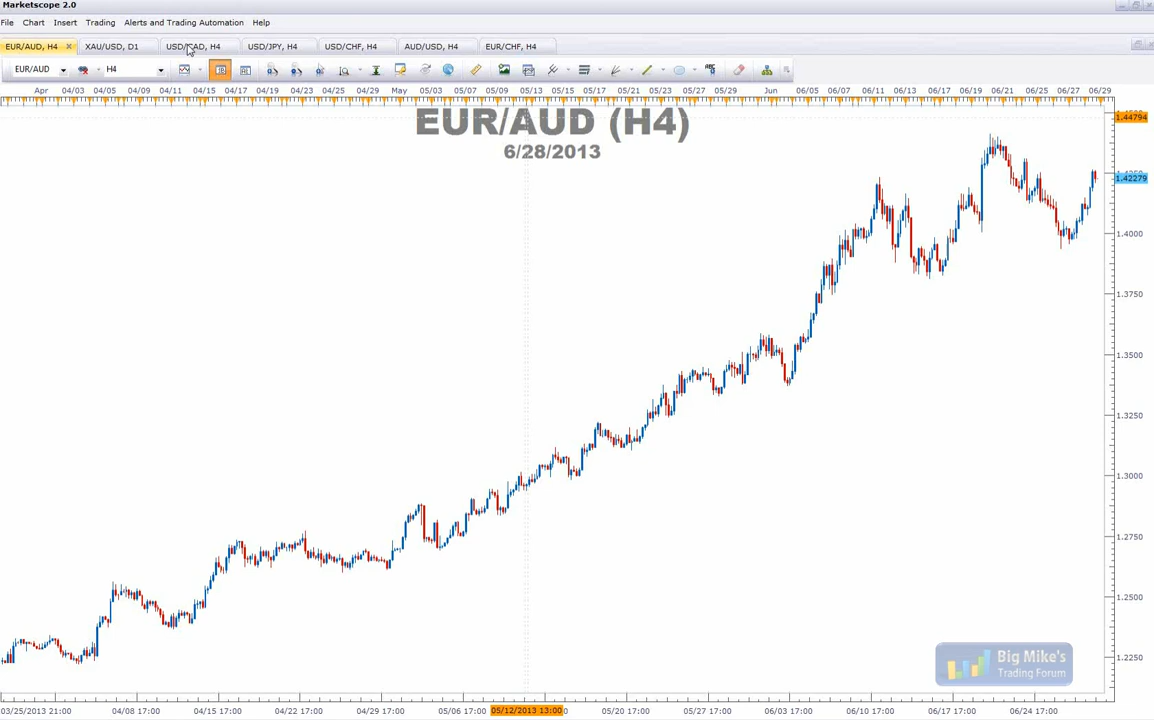 Marketscope 2.0
File Chart Insert Trading Alerts and Trading Automation Help
EUR/AUD, H4 XAU/USD, D1 USD/CAD, H4 USD/JPY, H4 USD/CHF, H4 AUD/USD, H4 EUR/CHF, H4
EUR/AUD H4 ABC
Apr 04/03 04/05 04/09 04/11 04/15 04/17 04/19 04/23 04/25 04/29 May 05/03 05/07 05/09 05/13 05/15 05/17 05/21 05/23 05/27 05/29 Jun 06/05 06/07 06/11 06/13 06/17 06/19 06/21 06/25 06/27 06/29
EUR/AUD (H4)
6/28/2013
1.44794
1.42279
1.4000
1.3750
1.3500
1.3250
1.3000
1.2750
1.2500
1.2250
Big Mike's
Trading Forum
03/25/2013 21:00 04/08 17:00 04/15 17:00 04/22 17:00 04/29 17:00 05/06 17:00 05/12/2013 13:00 05/20 17:00 05/27 17:00 06/03 17:00 06/10 17:00 06/17 17:00 06/24 17:00